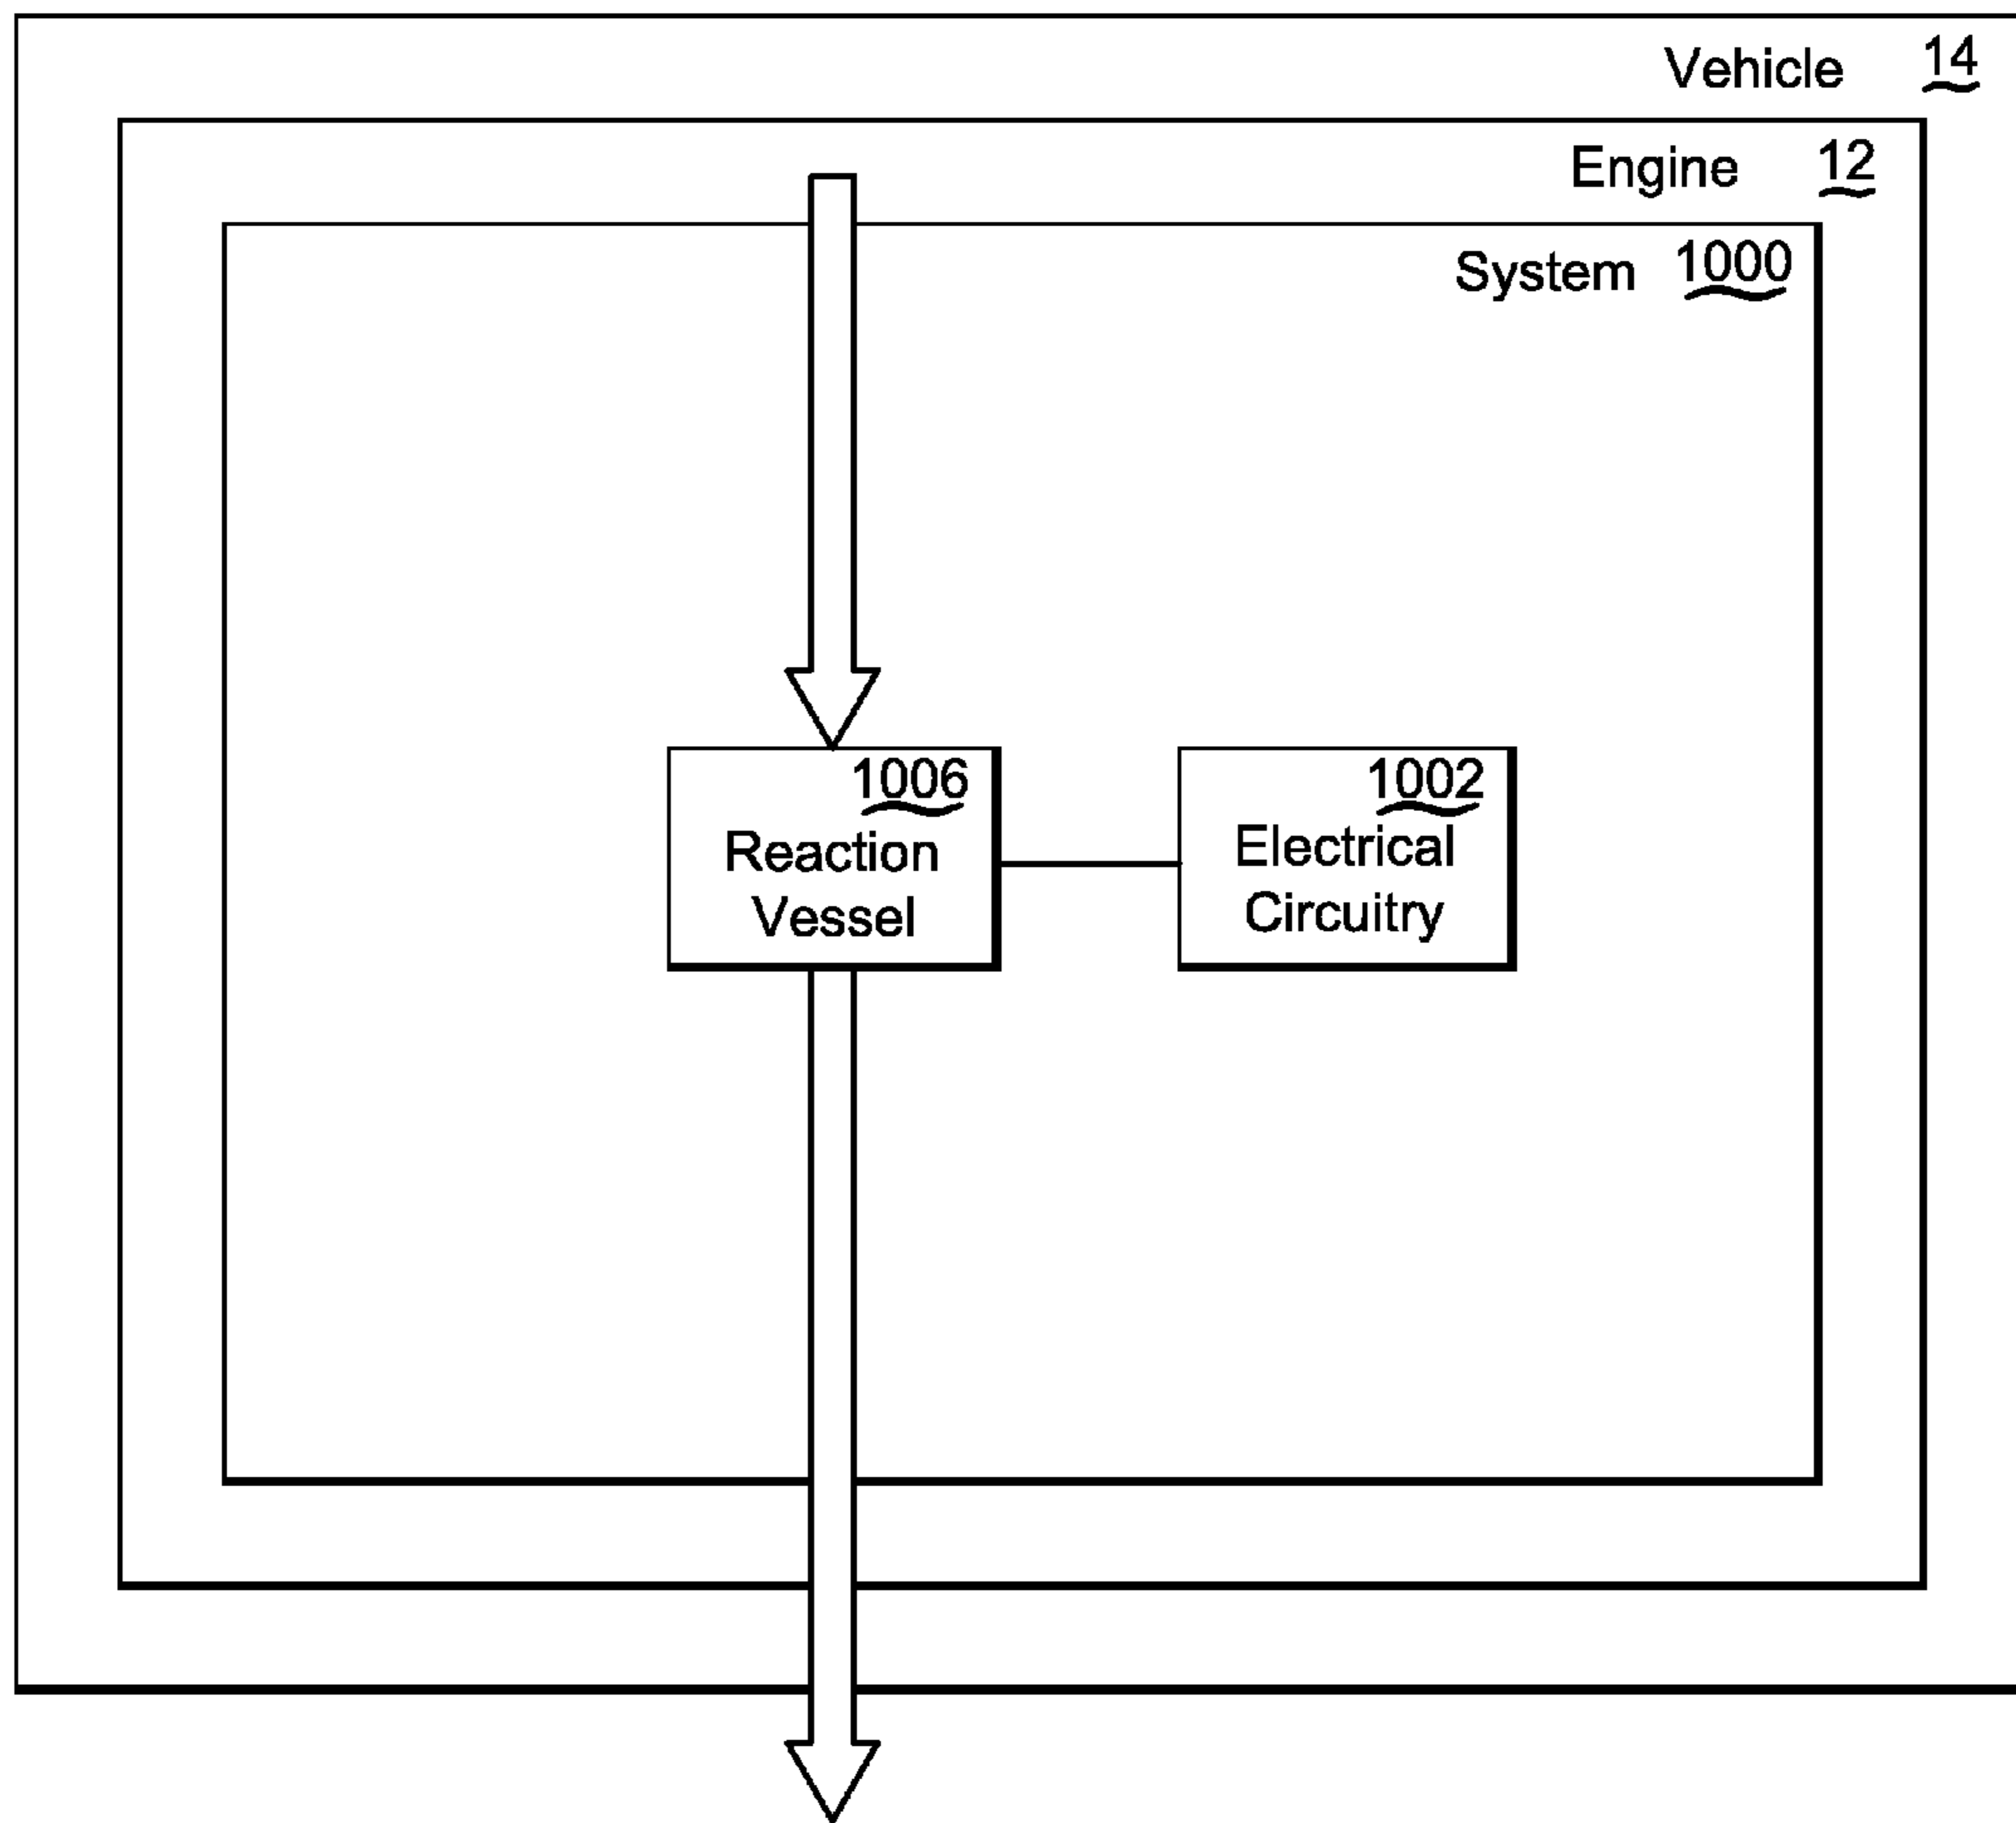 Vehicle 14
Engine 12
System 1000
1006
Reaction
Vessel
1002
Electrical
Circuitry